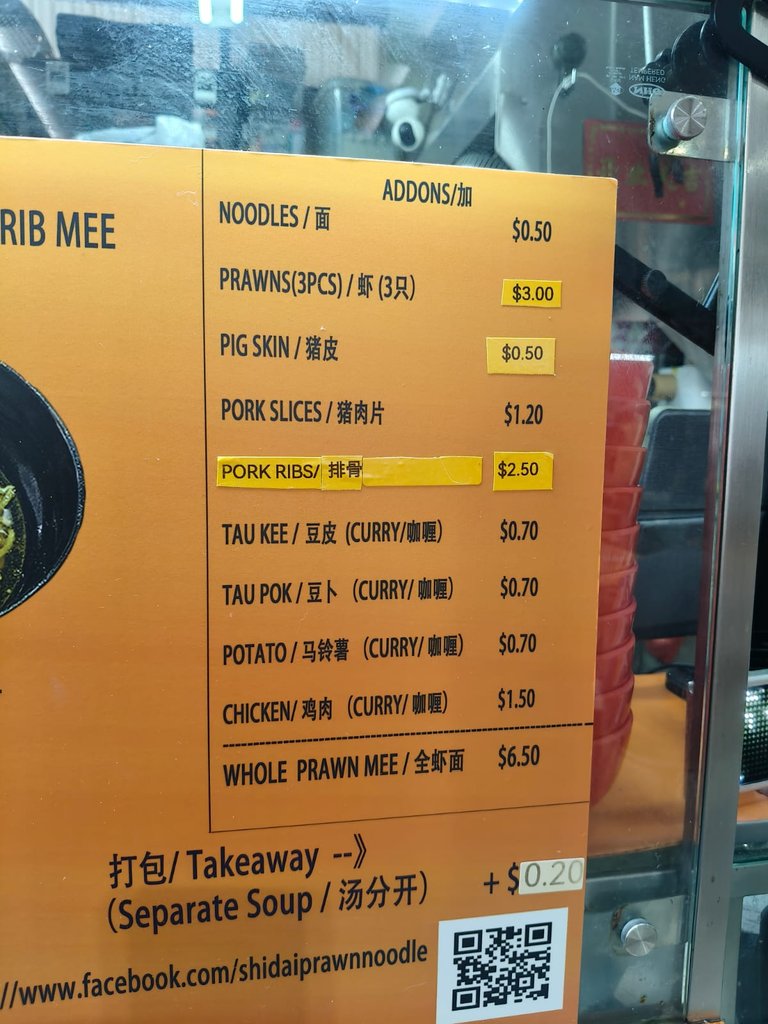 RIB MEE
ADDONS/加
NOODLES / 面 $0.50
PRAWNS(3PCS) / 虾 (3只) $3.00
PIG SKIN / 猪皮 $0.50
PORK SLICES / 猪肉片 $1.20
PORK RIBS/ 排骨 $2.50
TAU KEE / 豆皮 (CURRY/咖喱) $0.70
TAU POK / 豆卜 (CURRY/ 咖喱) $0.70
POTATO / 马铃薯 (CURRY/ 咖喱) $0.70
CHICKEN/ 鸡肉 (CURRY/ 咖喱) $1.50
WHOLE PRAWN MEE / 全虾面 $6.50
打包/ Takeaway --》
(Separate Soup / 汤分开) + $0.20
//www.facebook.com/shidaiprawnnoodle
TEMPERED
NAM HENG